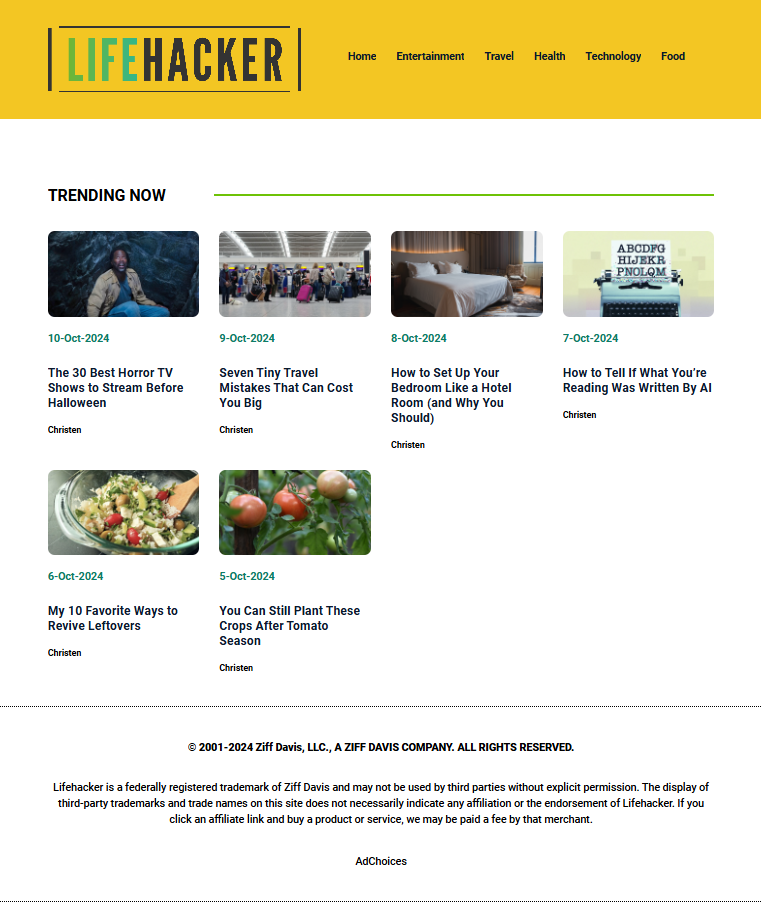 LIFEHACKER
Home Entertainment Travel Health Technology Food
TRENDING NOW
ABCDFG
HIJEKR
PNOLQM
10-Oct-2024
9-Oct-2024
8-Oct-2024
7-Oct-2024
The 30 Best Horror TV
Shows to Stream Before
Halloween
Christen
Seven Tiny Travel
Mistakes That Can Cost
You Big
Christen
How to Set Up Your
Bedroom Like a Hotel
Room (and Why You
Should)
Christen
How to Tell If What You're
Reading Was Written By AI
Christen
6-Oct-2024
5-Oct-2024
My 10 Favorite Ways to
Revive Leftovers
Christen
You Can Still Plant These
Crops After Tomato
Season
Christen
© 2001-2024 Ziff Davis, LLC., A ZIFF DAVIS COMPANY. ALL RIGHTS RESERVED.
Lifehacker is a federally registered trademark of Ziff Davis and may not be used by third parties without explicit permission. The display of
third-party trademarks and trade names on this site does not necessarily indicate any affiliation or the endorsement of Lifehacker. If you
click an affiliate link and buy a product or service, we may be paid a fee by that merchant.
AdChoices